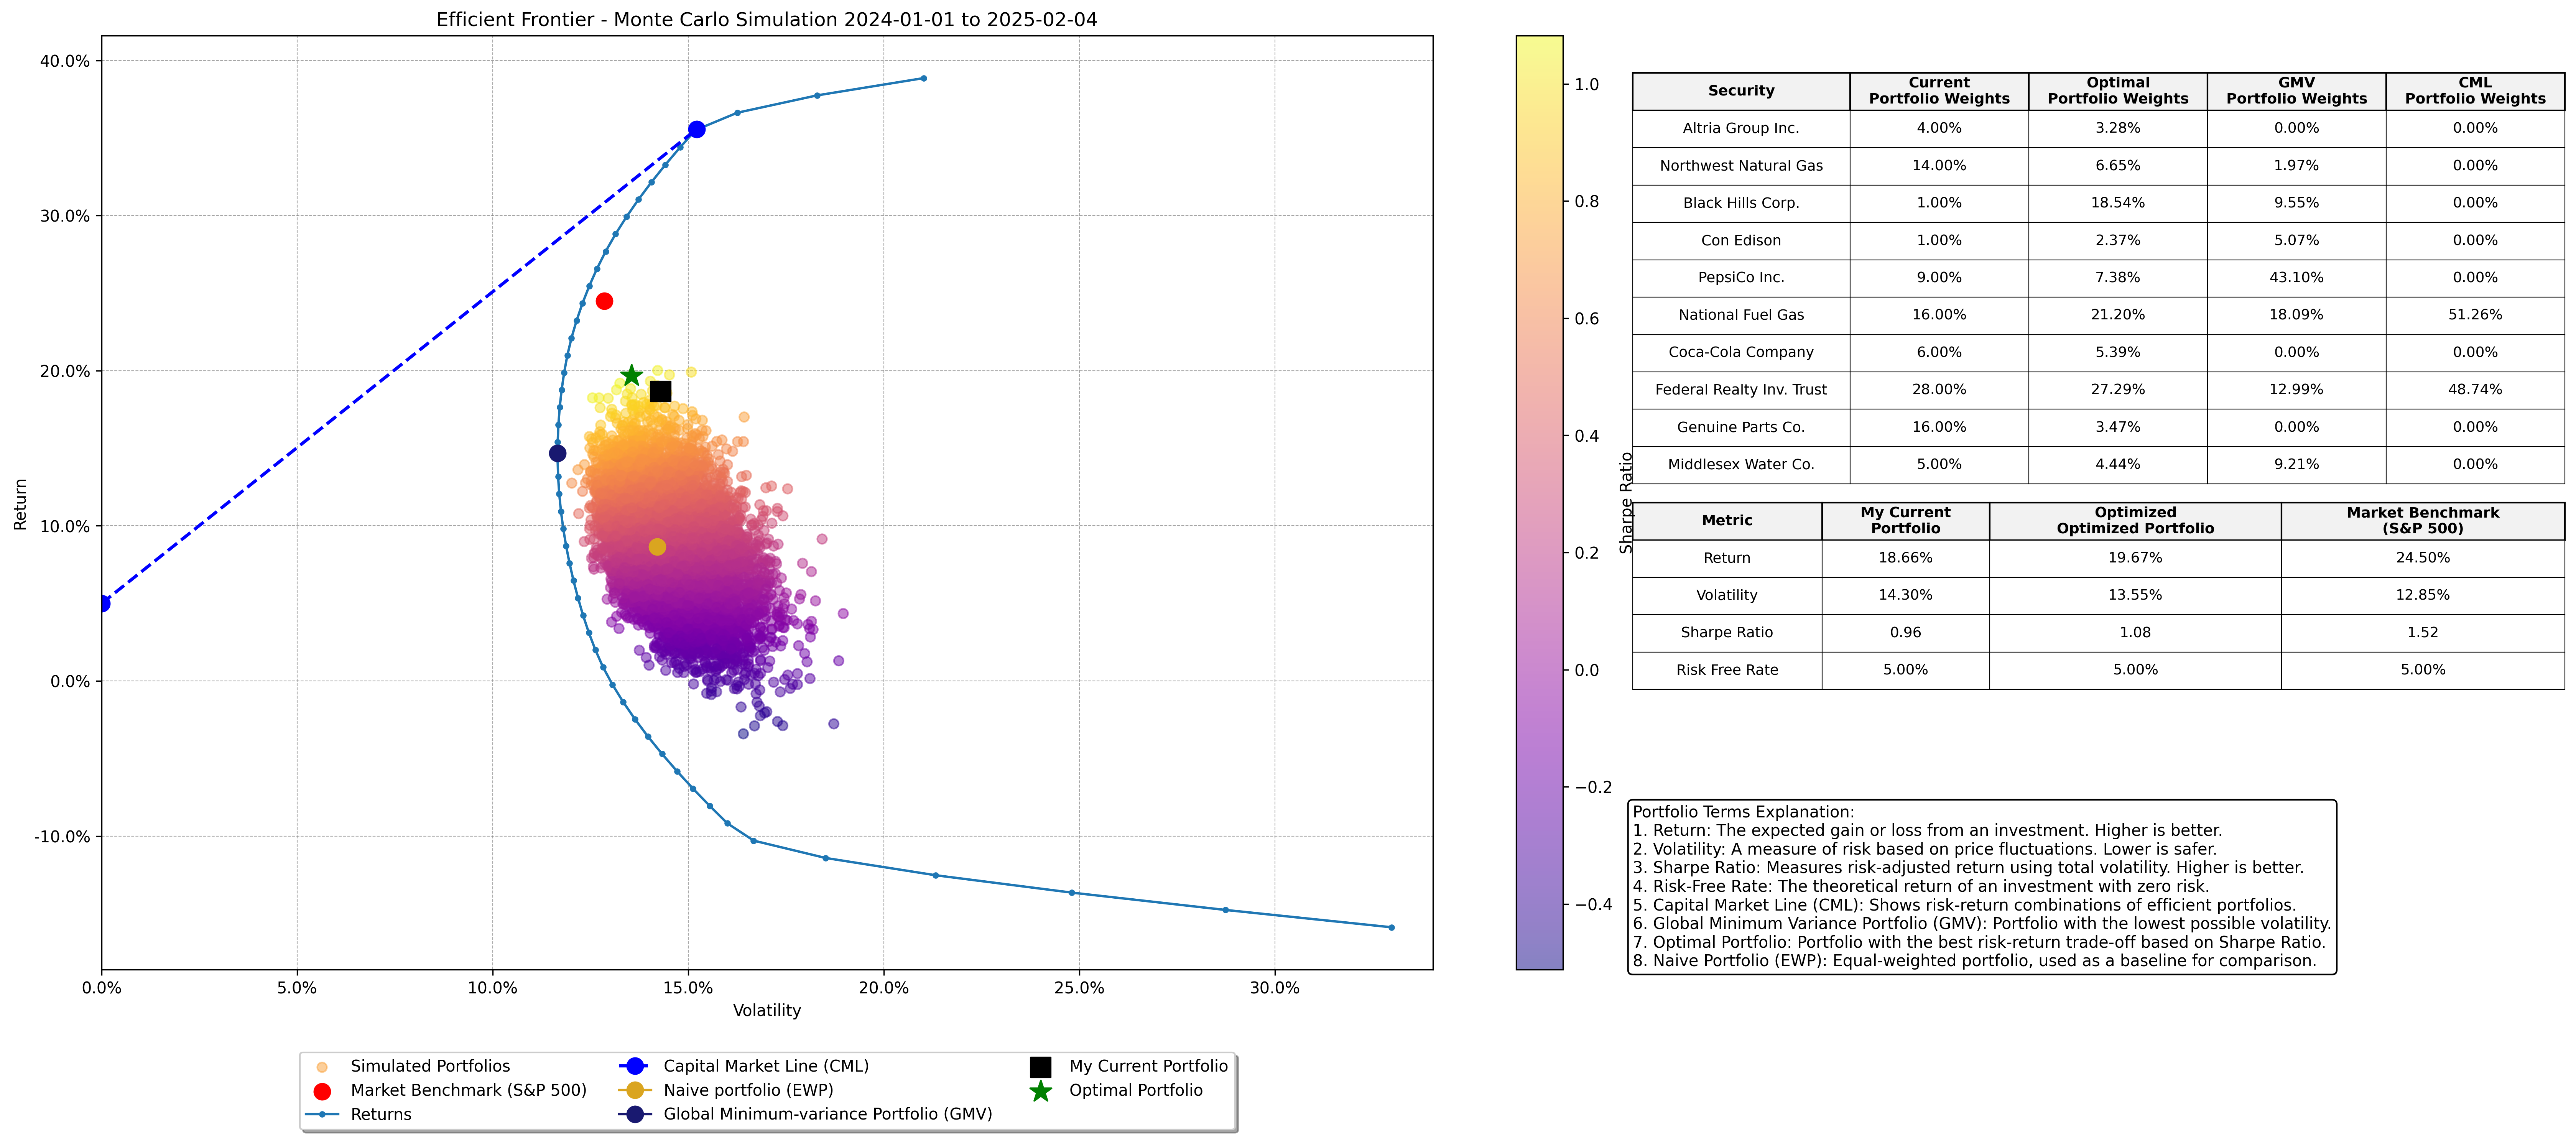 Efficient Frontier - Monte Carlo Simulation 2024-01-01 to 2025-02-04
Return
40.0%
30.0%
20.0%
10.0%
0.0%
-10.0%
0.0% 5.0% 10.0% 15.0% 20.0% 25.0% 30.0%
Volatility
Simulated Portfolios
Market Benchmark (S&P 500)
Returns
Capital Market Line (CML)
Naive portfolio (EWP)
Global Minimum-variance Portfolio (GMV)
My Current Portfolio
Optimal Portfolio
1.0
0.8
0.6
0.4
0.2
0.0
−0.2
−0.4
Sharpe Ratio
Security Current Portfolio Weights Optimal Portfolio Weights GMV Portfolio Weights CML Portfolio Weights
Altria Group Inc. 4.00% 3.28% 0.00% 0.00%
Northwest Natural Gas 14.00% 6.65% 1.97% 0.00%
Black Hills Corp. 1.00% 18.54% 9.55% 0.00%
Con Edison 1.00% 2.37% 5.07% 0.00%
PepsiCo Inc. 9.00% 7.38% 43.10% 0.00%
National Fuel Gas 16.00% 21.20% 18.09% 51.26%
Coca-Cola Company 6.00% 5.39% 0.00% 0.00%
Federal Realty Inv. Trust 28.00% 27.29% 12.99% 48.74%
Genuine Parts Co. 16.00% 3.47% 0.00% 0.00%
Middlesex Water Co. 5.00% 4.44% 9.21% 0.00%
Metric My Current Portfolio Optimized Optimized Portfolio Market Benchmark (S&P 500)
Return 18.66% 19.67% 24.50%
Volatility 14.30% 13.55% 12.85%
Sharpe Ratio 0.96 1.08 1.52
Risk Free Rate 5.00% 5.00% 5.00%
Portfolio Terms Explanation:
1. Return: The expected gain or loss from an investment. Higher is better.
2. Volatility: A measure of risk based on price fluctuations. Lower is safer.
3. Sharpe Ratio: Measures risk-adjusted return using total volatility. Higher is better.
4. Risk-Free Rate: The theoretical return of an investment with zero risk.
5. Capital Market Line (CML): Shows risk-return combinations of efficient portfolios.
6. Global Minimum Variance Portfolio (GMV): Portfolio with the lowest possible volatility.
7. Optimal Portfolio: Portfolio with the best risk-return trade-off based on Sharpe Ratio.
8. Naive Portfolio (EWP): Equal-weighted portfolio, used as a baseline for comparison.